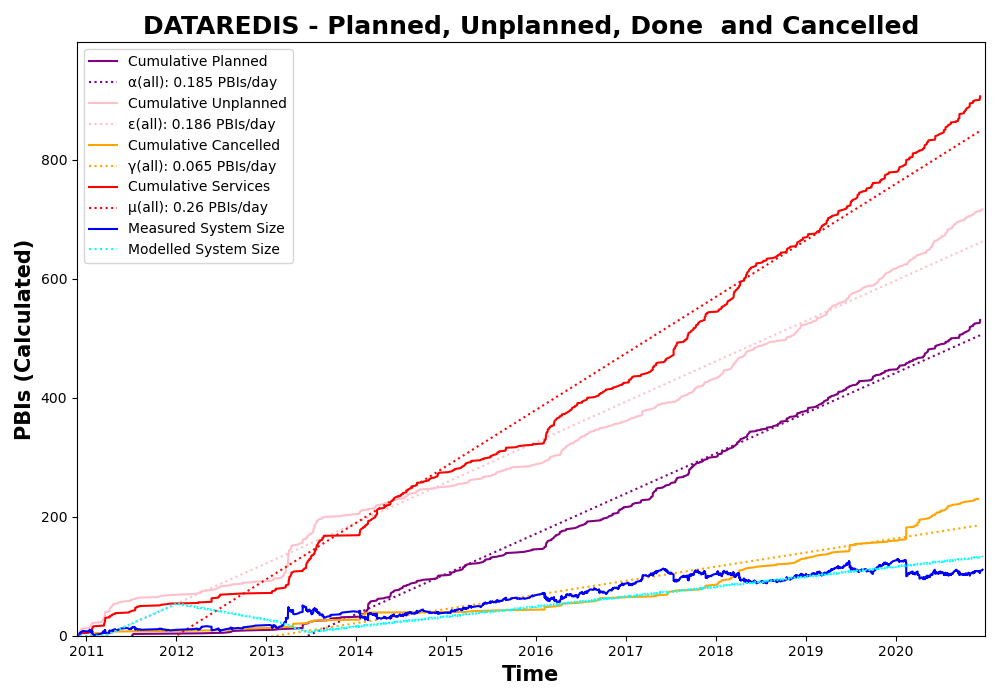 DATAREDIS - Planned, Unplanned, Done  and Cancelled
Cumulative Planned
α(all): 0.185 PBIs/day
Cumulative Unplanned
ε(all): 0.186 PBIs/day
Cumulative Cancelled
γ(all): 0.065 PBIs/day
Cumulative Services
μ(all): 0.26 PBIs/day
Measured System Size
Modelled System Size
PBIs (Calculated)
800
600
400
200
0
2011 2012 2013 2014 2015 2016 2017 2018 2019 2020
Time